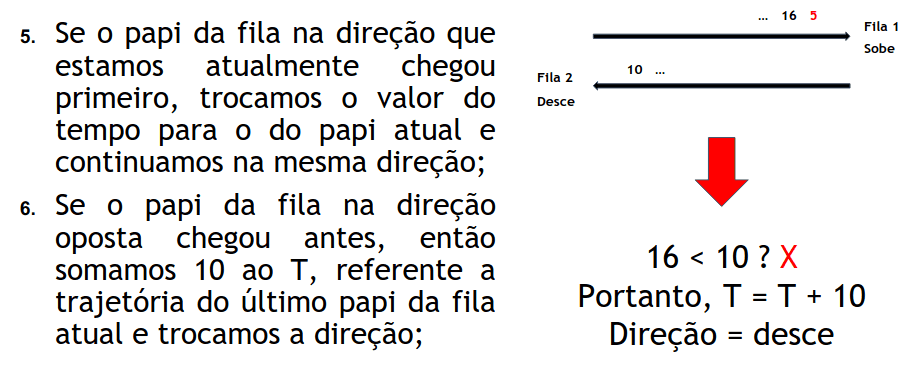 5. Se o papi da fila na direção que
estamos atualmente chegou
primeiro, trocamos o valor do
tempo para o do papi atual e
continuamos na mesma direção;
6. Se o papi da fila na direção
oposta chegou antes, então
somamos 10 ao T, referente a
trajetória do último papi da fila
atual e trocamos a direção;
... 16 5
Fila 1
Sobe
10 ...
Fila 2
Desce
16 < 10 ? X
Portanto, T = T + 10
Direção = desce